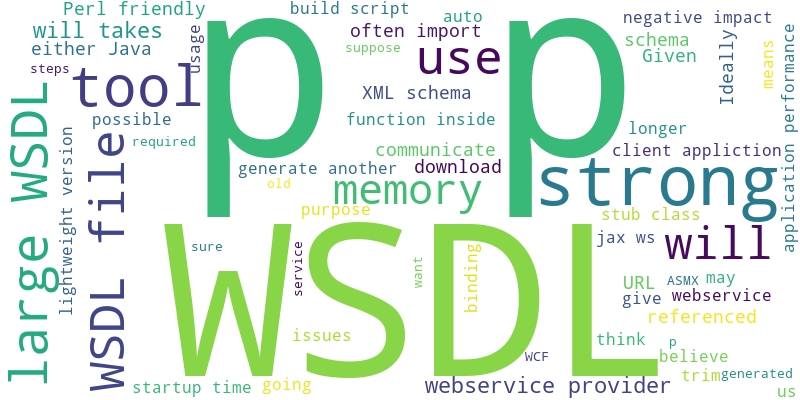 Perl friendly
build script
auto
negative impact
will takes
often import
schema
either Java
usage
p p
use
suppose
Given
Ideally
means
steps
tool
XML schema
possible
function inside
longer
application performance
required
communicate
client appliction
large WSDL
WSDL file
lightweight version
generate another
download
strong
old
memory
purpose
stub class
WSDL
sure
service
want
binding
jax ws
will
URL
ASMX
may
give
webservice
referenced
issues
think
p
WCF
believe
startup time
going
webservice provider
trim
generated
us